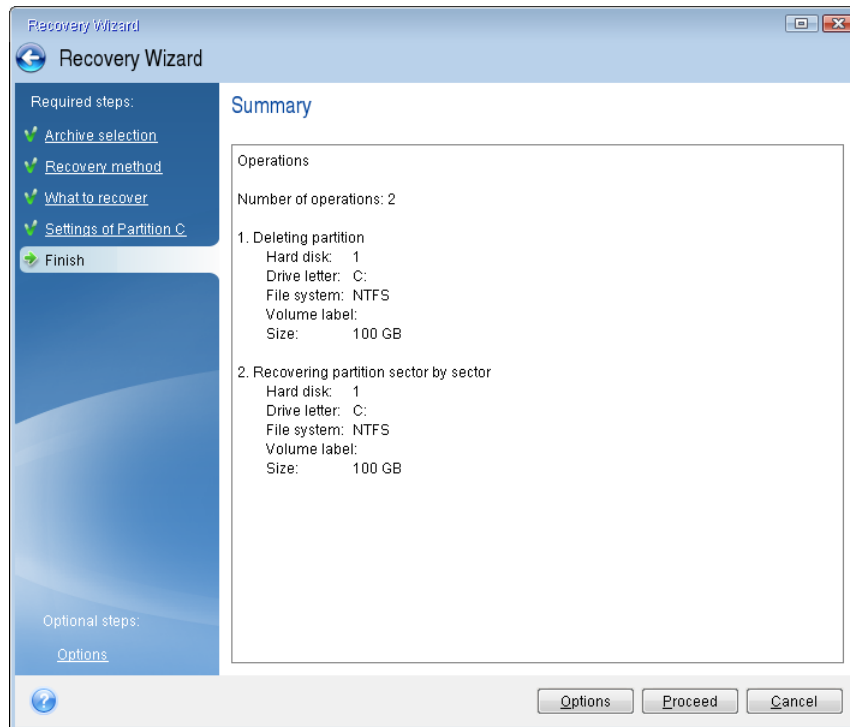 Recovery Wizard
Recovery Wizard
Required steps:
Archive selection
Recovery method
What to recover
Settings of Partition C
Finish
Optional steps:
Options
Summary
Operations
Number of operations: 2
1. Deleting partition
Hard disk: 1
Drive letter: C:
File system: NTFS
Volume label:
Size: 100 GB
2. Recovering partition sector by sector
Hard disk: 1
Drive letter: C:
File system: NTFS
Volume label:
Size: 100 GB
?
Options
Proceed
Cancel